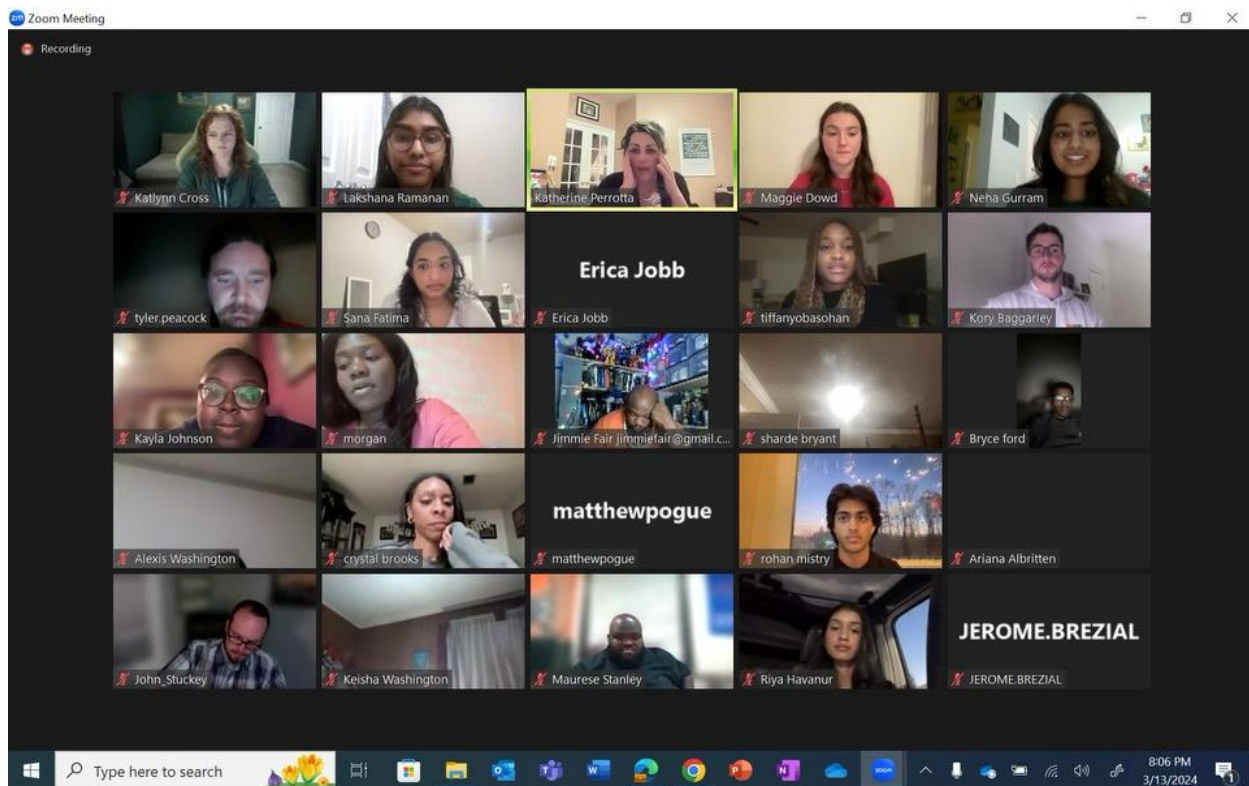 Zoom Meeting
Recording
Katlynn Cross
Lakshana Ramanan
Katherine Perrotta
Maggie Dowd
Neha Gurram
tyler.peacock
Sana Fatima
Erica Jobb
Erica Jobb
tiffanyobasohan
Kory Baggarley
Kayla Johnson
morgan
Jimmie Fair jimmiefair@gmail.c...
sharde bryant
Bryce ford
Alexis Washington
crystal brooks
matthewpogue
matthewpogue
rohan mistry
Ariana Albritten
John_Stuckey
Keisha Washington
Maurese Stanley
Riya Havanur
JEROME.BREZIAL
JEROME.BREZIAL
Type here to search
zoom
8:06 PM
3/13/2024
1